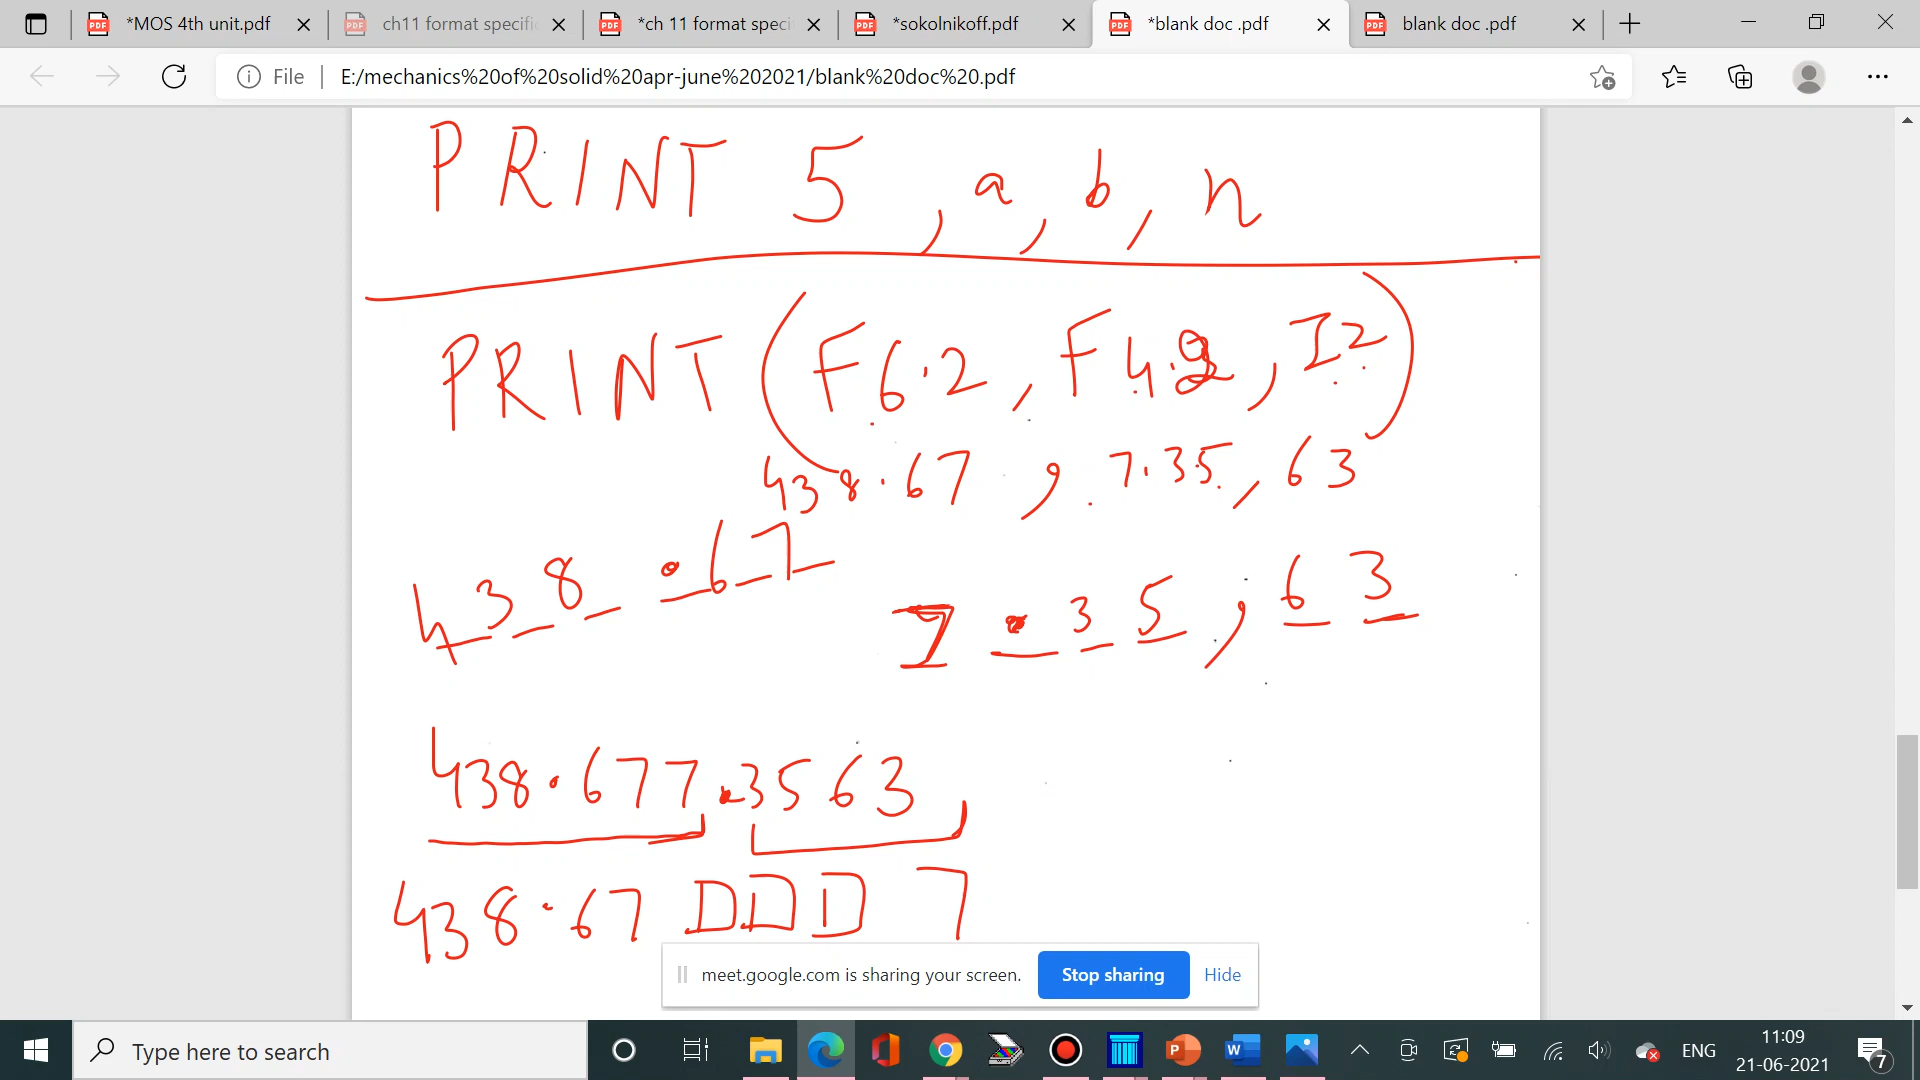 *MOS 4th unit.pdf ch11 format specific *ch 11 format speci *sokolnikoff.pdf *blank doc .pdf blank doc .pdf
File E:/mechanics%20of%20solid%20apr-june%202021/blank%20doc%20.pdf
PRINT 5, a, b, n
PRINT (F6.2, F4.2, I2)
438.67, 7.35, 63
438.67 7.35, 63
438.677.3563
438.67 □□□ 7
meet.google.com is sharing your screen. Stop sharing Hide
Type here to search
ENG 11:09
21-06-2021
7